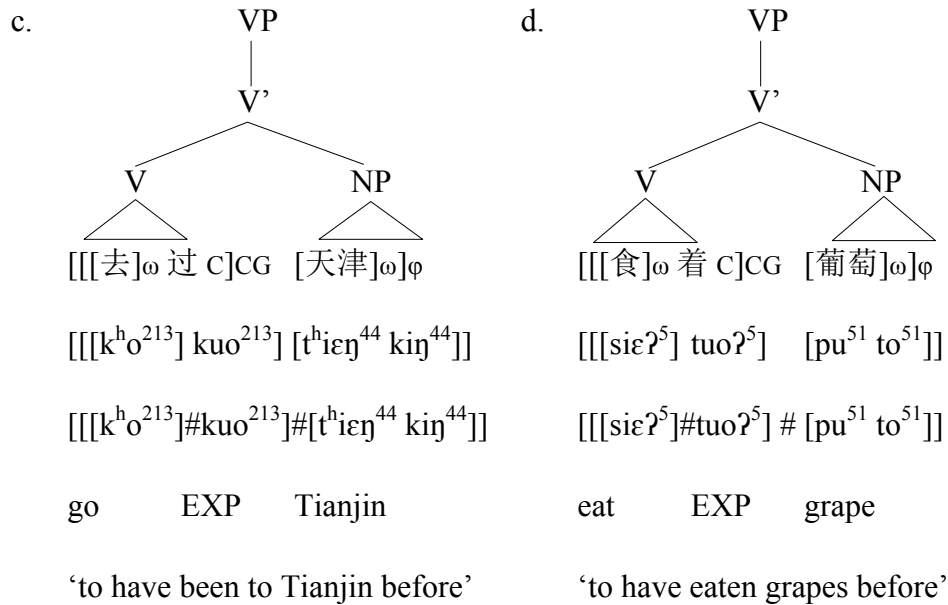 c. VP d. VP
V’ V’
V NP V NP
[[[去]ω 过 C]CG [天津]ω]φ [[[食]ω 着 C]CG [葡萄]ω]φ
[[[kʰo²¹³] kuo²¹³] [tʰiɛŋ⁴⁴ kiŋ⁴⁴]] [[[siɛʔ⁵] tuoʔ⁵] [pu⁵¹ to⁵¹]]
[[[kʰo²¹³]#kuo²¹³]#[tʰiɛŋ⁴⁴ kiŋ⁴⁴]] [[[siɛʔ⁵]#tuoʔ⁵] # [pu⁵¹ to⁵¹]]
go EXP Tianjin eat EXP grape
‘to have been to Tianjin before’ ‘to have eaten grapes before’